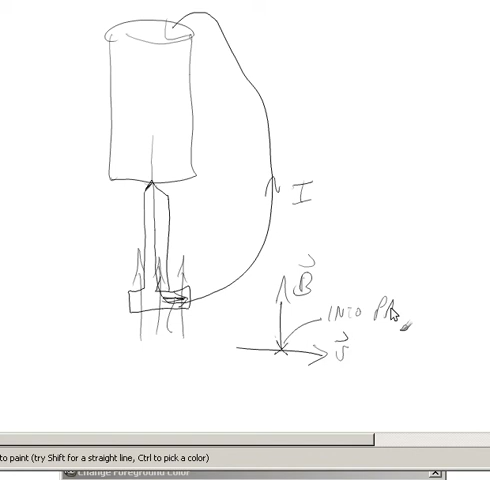 I
B
INTO PA
v
to paint (try Shift for a straight line, Ctrl to pick a color)
Change Foreground Color